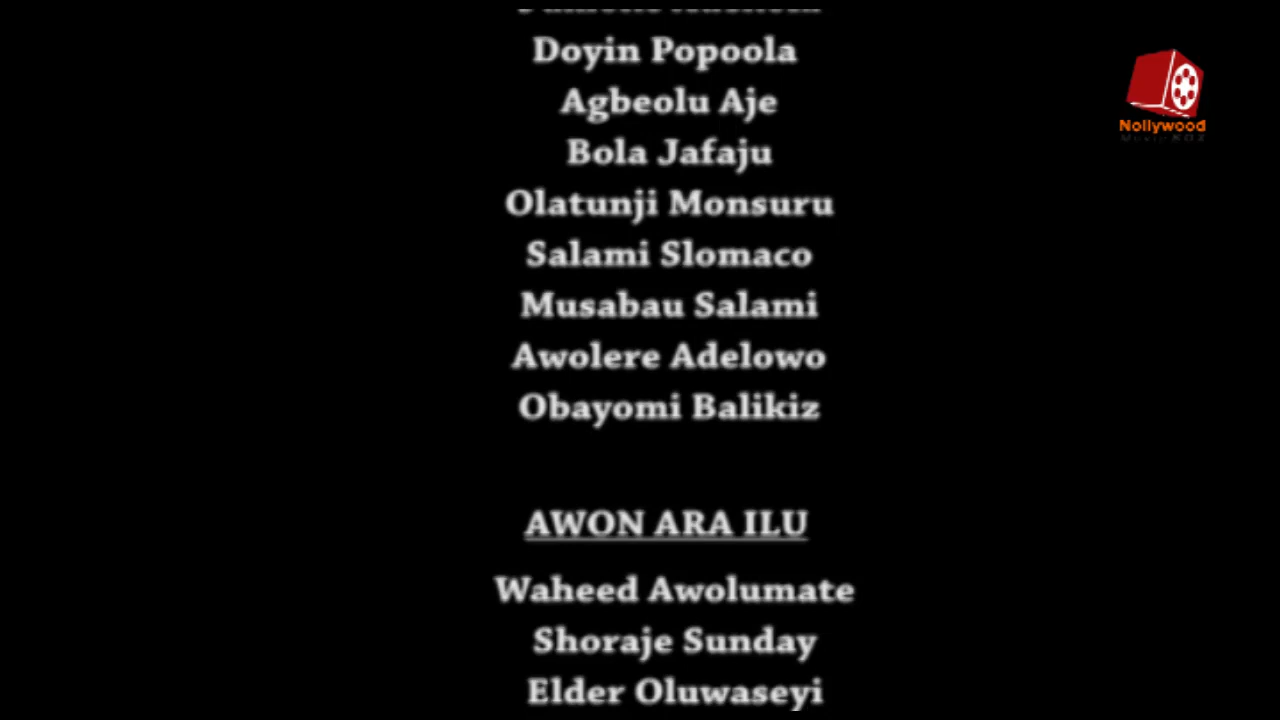 Doyin Popoola
Agbeolu Aje
Bola Jafaju
Olatunji Monsuru
Salami Slomaco
Musabau Salami
Awolere Adelowo
Obayomi Balikiz
AWON ARA ILU
Waheed Awolumate
Shoraje Sunday
Elder Oluwaseyi
Nollywood